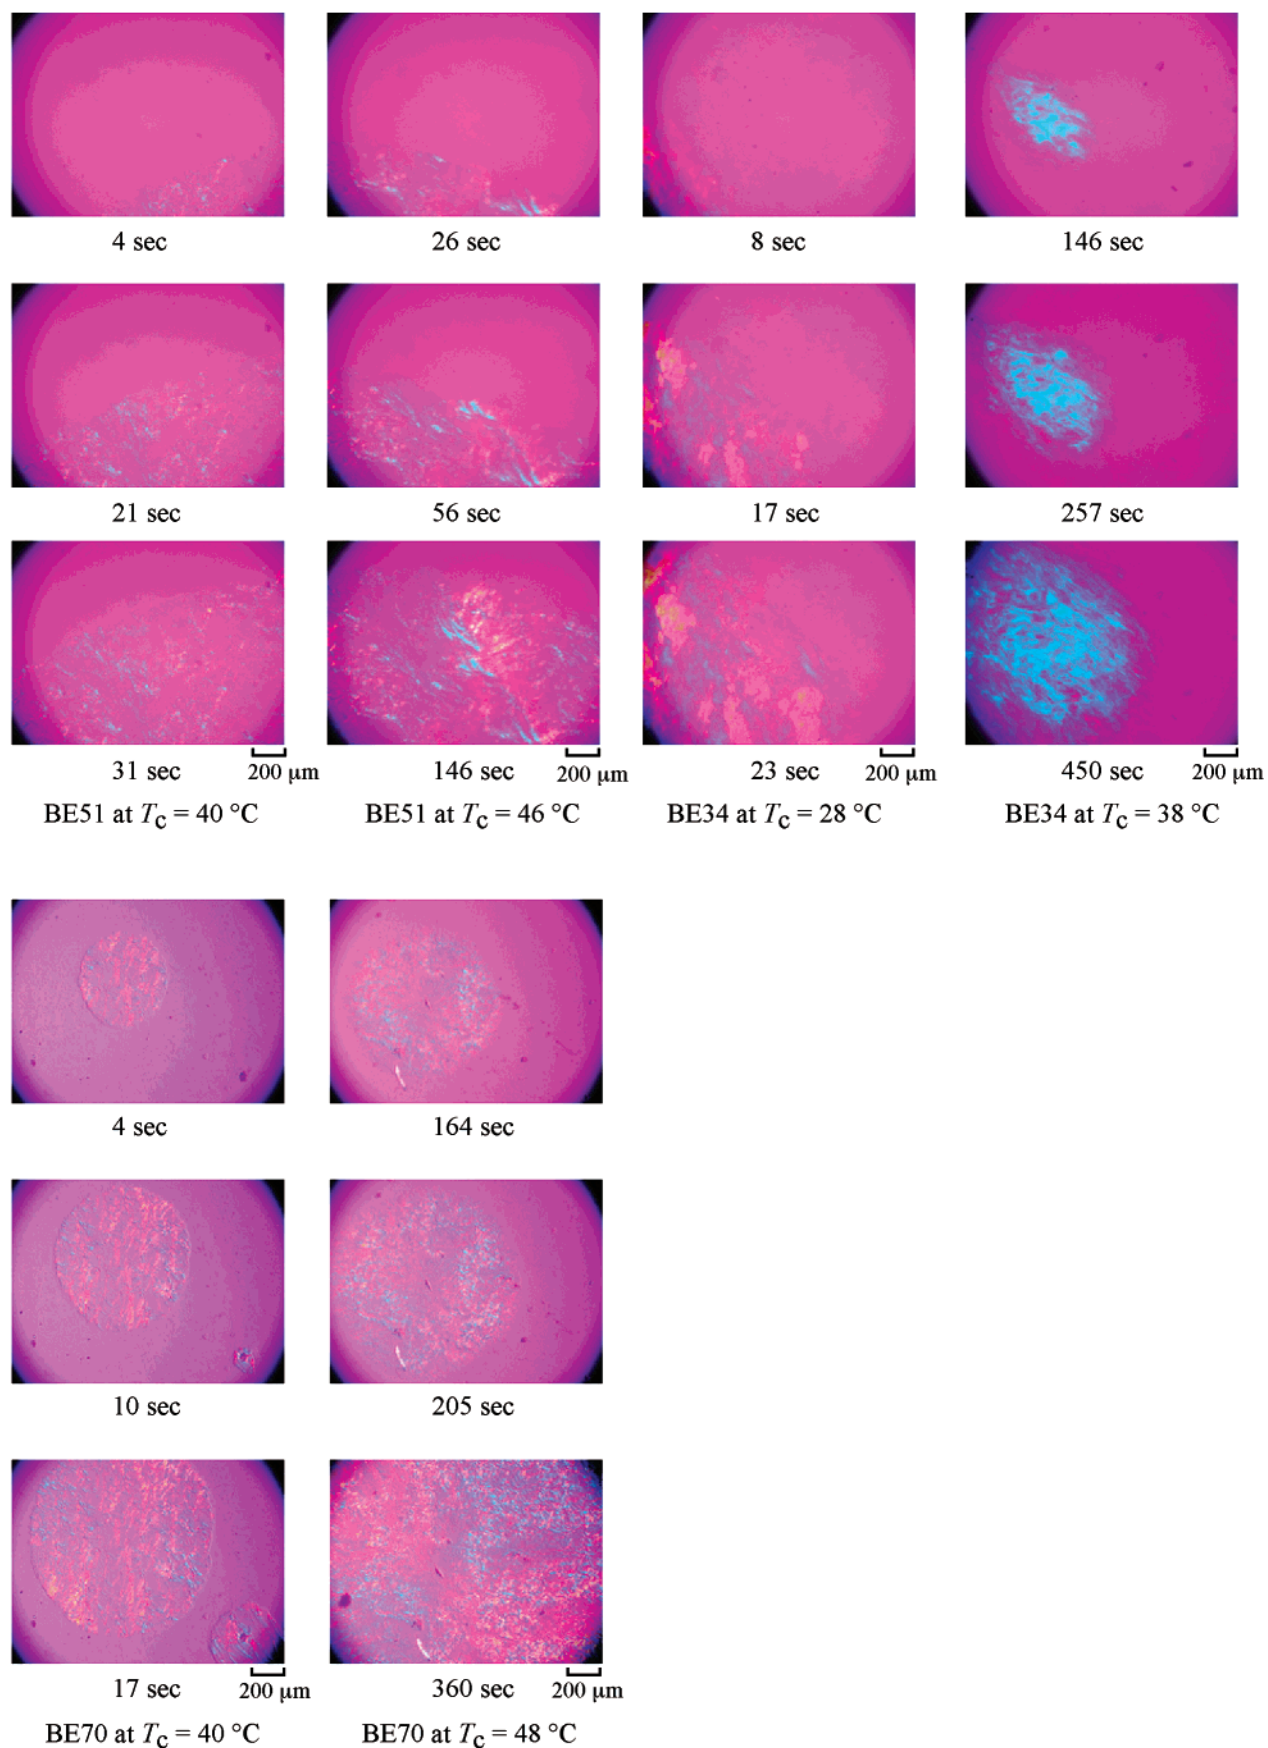 4 sec 26 sec 8 sec 146 sec
21 sec 56 sec 17 sec 257 sec
31 sec 200 μm 146 sec 200 μm 23 sec 200 μm 450 sec 200 μm
BE51 at Tc = 40 °C BE51 at Tc = 46 °C BE34 at Tc = 28 °C BE34 at Tc = 38 °C
4 sec 164 sec
10 sec 205 sec
17 sec 200 μm 360 sec 200 μm
BE70 at Tc = 40 °C BE70 at Tc = 48 °C